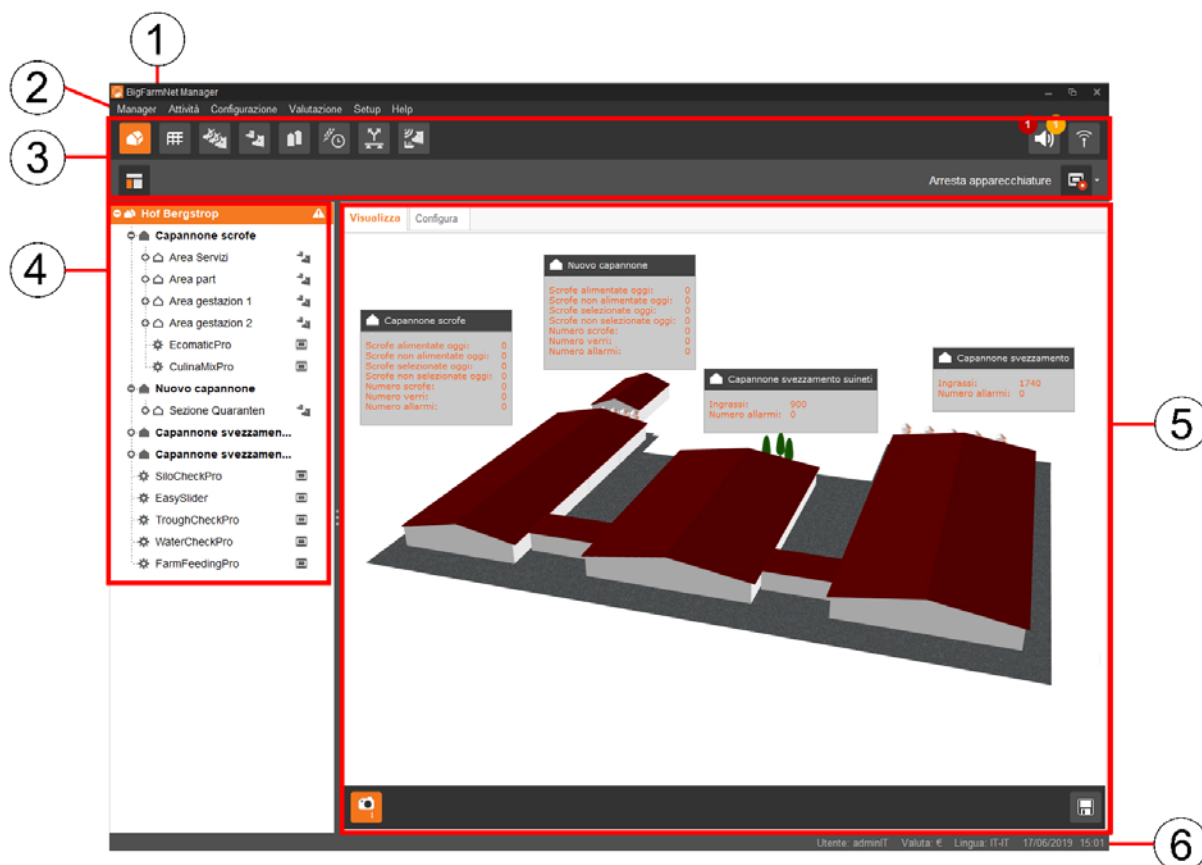 1
2
3
4
5
6
BigFarmNet Manager
Manager Attività Configurazione Valutazione Setup Help
1 1
Arresta apparecchiature
Hof Bergstrop
Capannone scrofe
Area Servizi
Area part
Area gestazion 1
Area gestazion 2
EcomaticPro
CulinaMixPro
Nuovo capannone
Sezione Quaranten
Capannone svezzamen...
Capannone svezzamen...
SiloCheckPro
EasySlider
TroughCheckPro
WaterCheckPro
FarmFeedingPro
Visualizza Configura
Capannone scrofe
Scrofe alimentate oggi: 0
Scrofe non alimentate oggi: 0
Scrofe selezionate oggi: 0
Scrofe non selezionate oggi: 0
Numero scrofe: 0
Numero verri: 0
Numero allarmi: 0
Nuovo capannone
Scrofe alimentate oggi: 0
Scrofe non alimentate oggi: 0
Scrofe selezionate oggi: 0
Scrofe non selezionate oggi: 0
Numero scrofe: 0
Numero verri: 0
Numero allarmi: 0
Capannone svezzamento suineti
Ingrassi: 900
Numero allarmi: 0
Capannone svezzamento
Ingrassi: 1740
Numero allarmi: 0
Utente: adminIT Valuta: € Lingua: IT-IT 17/06/2019 15:01